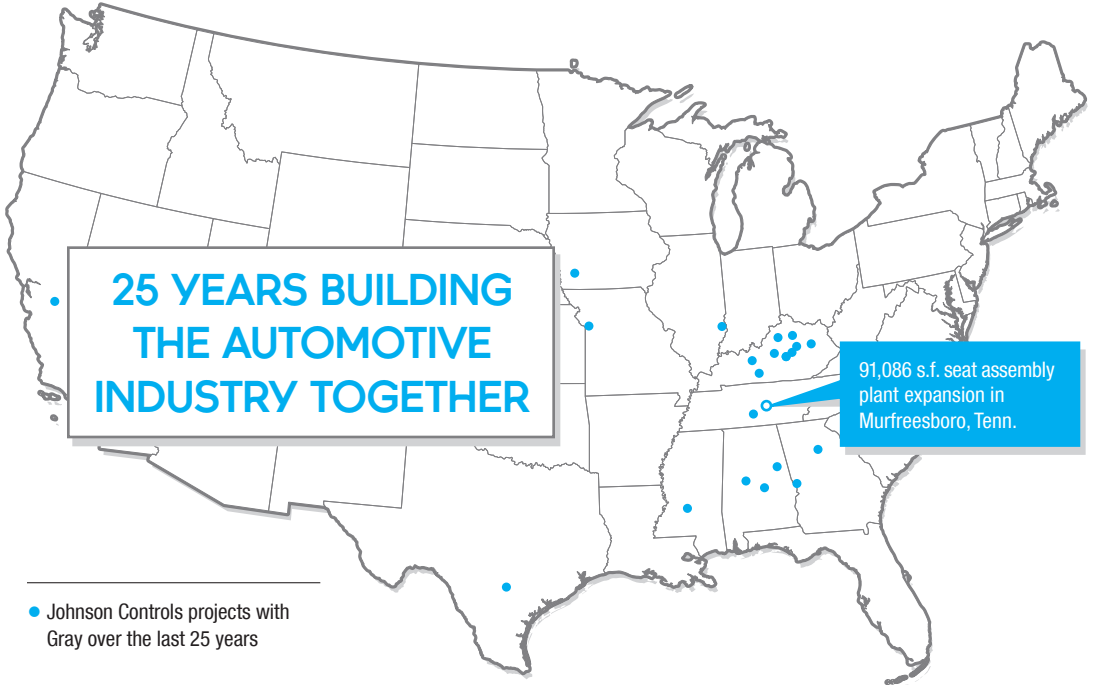 25 YEARS BUILDING
THE AUTOMOTIVE
INDUSTRY TOGETHER
91,086 s.f. seat assembly
plant expansion in
Murfreesboro, Tenn.
Johnson Controls projects with
Gray over the last 25 years